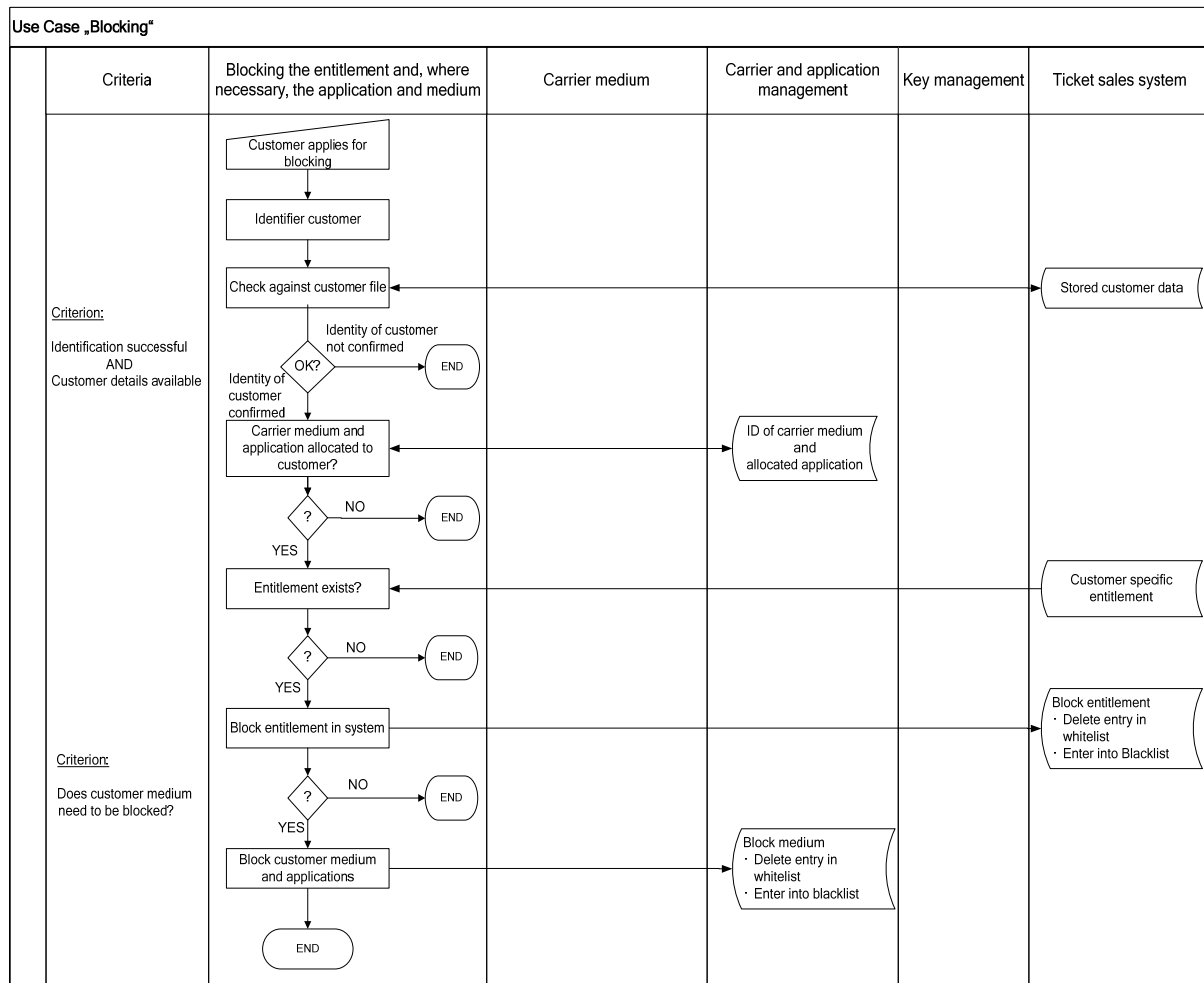 Use Case „Blocking“
Criteria
Blocking the entitlement and, where
necessary, the application and medium
Carrier medium
Carrier and application
management
Key management
Ticket sales system
Customer applies for
blocking
Identifier customer
Check against customer file
Stored customer data
Criterion:
Identification successful
AND
Customer details available
Identity of customer
not confirmed
OK?
END
Identity of
customer
confirmed
Carrier medium and
application allocated to
customer?
ID of carrier medium
and
allocated application
?
NO
END
YES
Entitlement exists?
Customer specific
entitlement
?
NO
END
YES
Block entitlement in system
Block entitlement
· Delete entry in
whitelist
· Enter into Blacklist
Criterion:
Does customer medium
need to be blocked?
?
NO
END
YES
Block customer medium
and applications
Block medium
· Delete entry in
whitelist
· Enter into blacklist
END